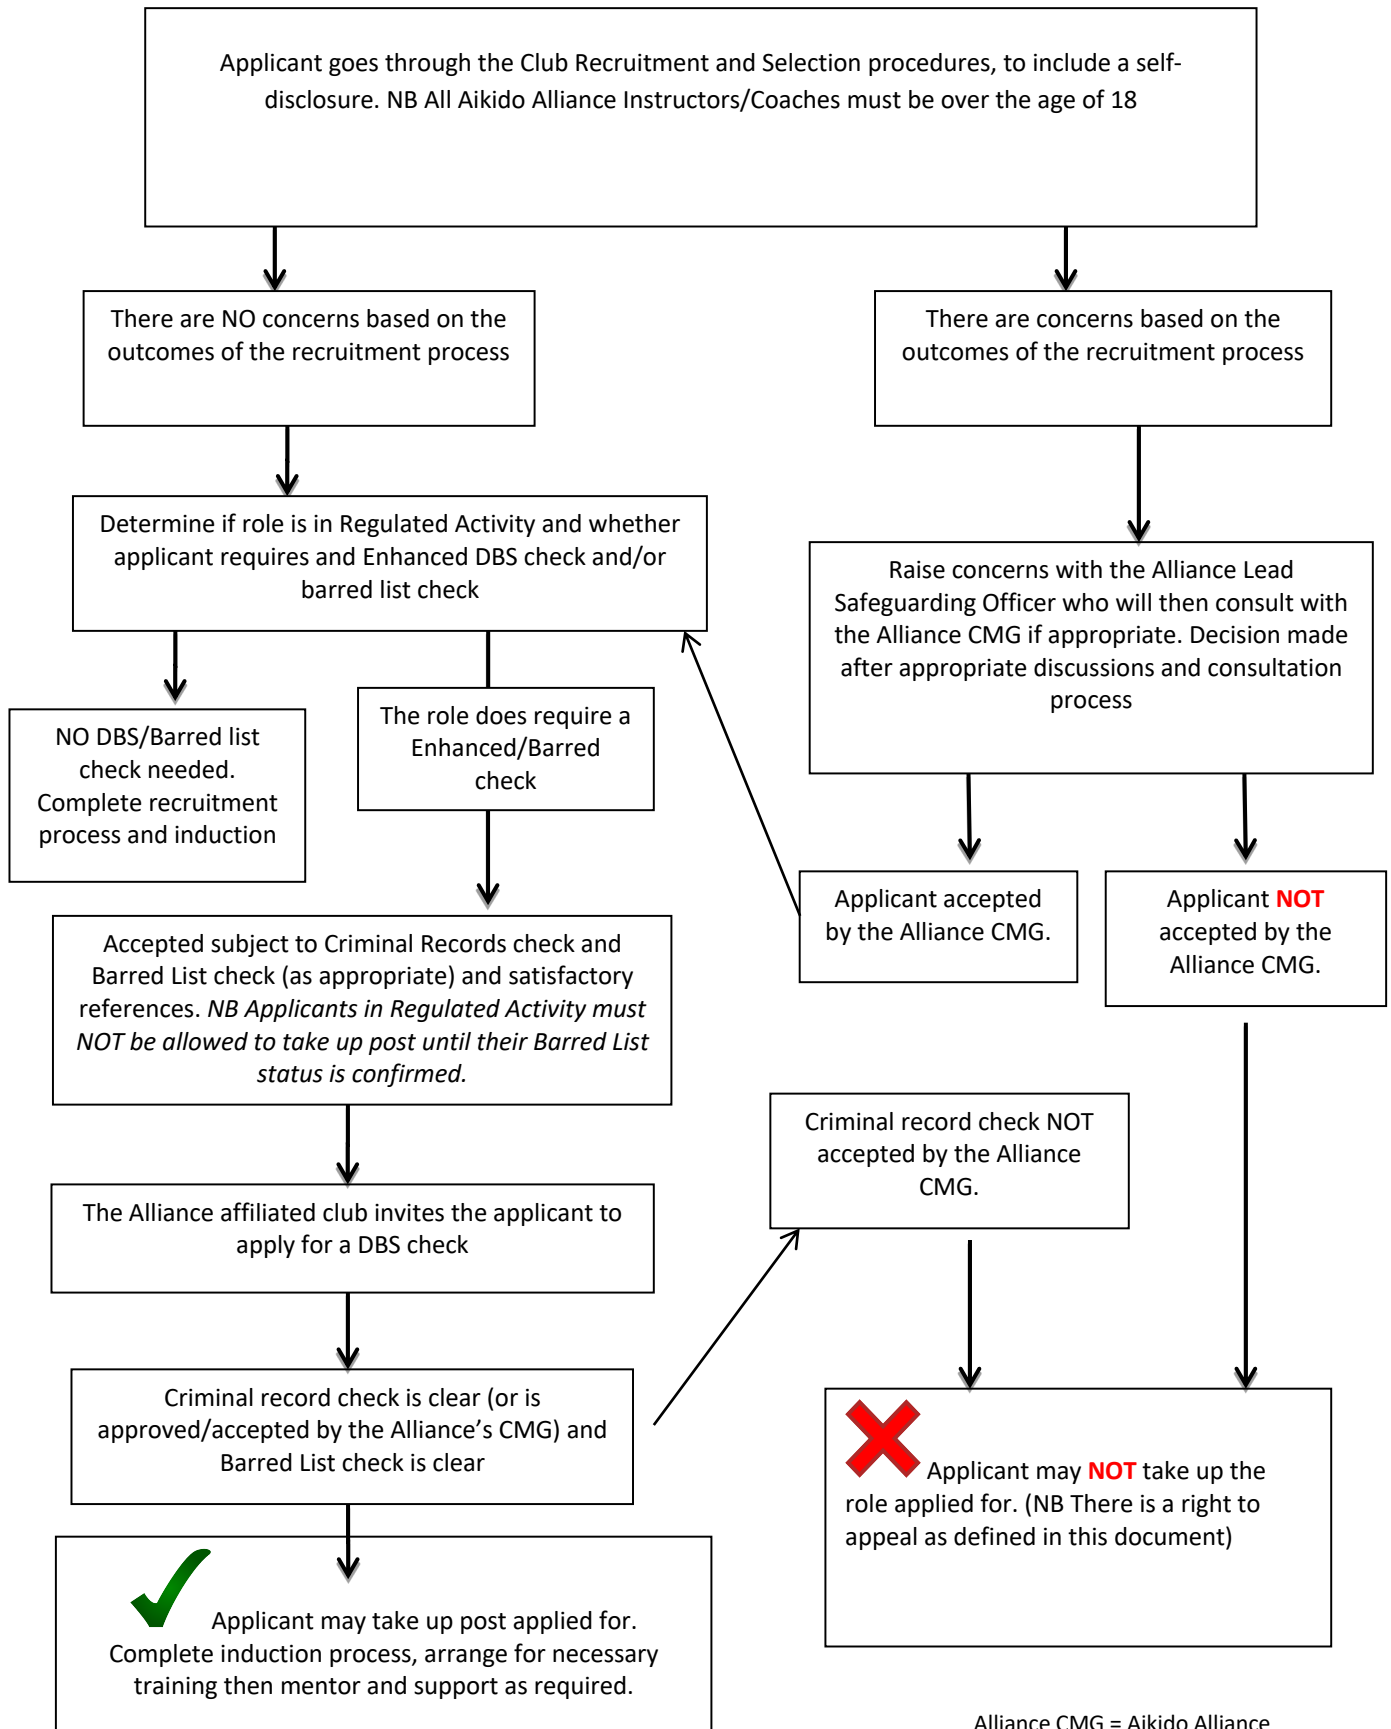 Applicant goes through the Club Recruitment and Selection procedures, to include a self-
disclosure. NB All Aikido Alliance Instructors/Coaches must be over the age of 18
There are NO concerns based on the
outcomes of the recruitment process
There are concerns based on the
outcomes of the recruitment process
Determine if role is in Regulated Activity and whether
applicant requires and Enhanced DBS check and/or
barred list check
Raise concerns with the Alliance Lead
Safeguarding Officer who will then consult with
the Alliance CMG if appropriate. Decision made
after appropriate discussions and consultation
process
NO DBS/Barred list
check needed.
Complete recruitment
process and induction
The role does require a
Enhanced/Barred
check
Applicant accepted
by the Alliance CMG.
Applicant NOT
accepted by the
Alliance CMG.
Accepted subject to Criminal Records check and
Barred List check (as appropriate) and satisfactory
references. NB Applicants in Regulated Activity must
NOT be allowed to take up post until their Barred List
status is confirmed.
Criminal record check NOT
accepted by the Alliance
CMG.
The Alliance affiliated club invites the applicant to
apply for a DBS check
Criminal record check is clear (or is
approved/accepted by the Alliance’s CMG) and
Barred List check is clear
Applicant may NOT take up the
role applied for. (NB There is a right to
appeal as defined in this document)
Applicant may take up post applied for.
Complete induction process, arrange for necessary
training then mentor and support as required.
Alliance CMG = Aikido Alliance